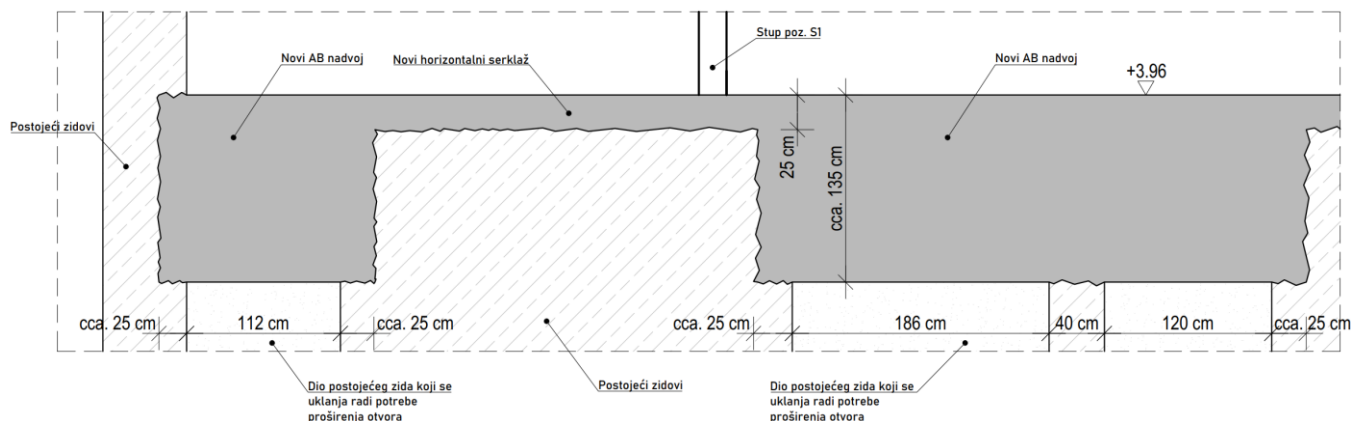 Stup poz. S1
Novi AB nadvoj
Novi horizontalni serklaž
Novi AB nadvoj
+3.96
Postojeći zidovi
25 cm
cca. 135 cm
cca. 25 cm
112 cm
cca. 25 cm
cca. 25 cm
186 cm
40 cm
120 cm
cca. 25 cm
Dio postojećeg zida koji se
uklanja radi potrebe
proširenja otvora
Postojeći zidovi
Dio postojećeg zida koji se
uklanja radi potrebe
proširenja otvora